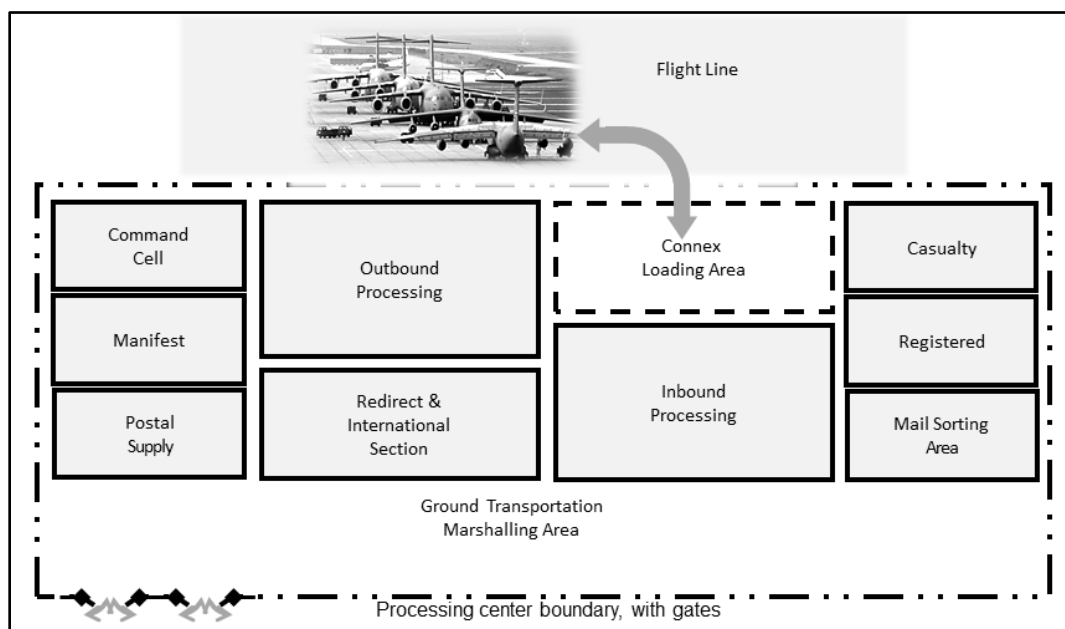 Flight Line
Command
Cell
Outbound
Processing
Connex
Loading Area
Casualty
Manifest
Registered
Redirect &
International
Section
Inbound
Processing
Postal
Supply
Mail Sorting
Area
Ground Transportation
Marshalling Area
Processing center boundary, with gates